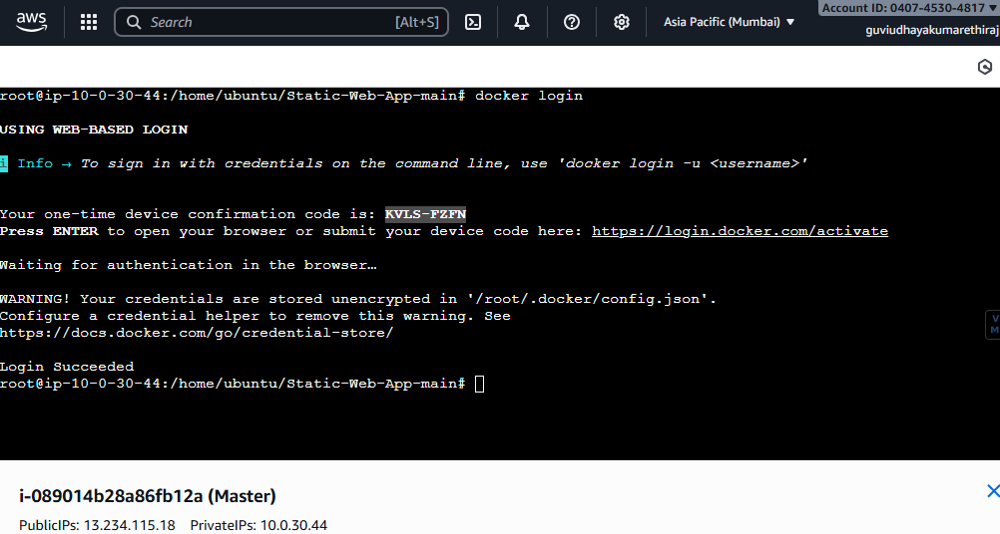 aws
Search
[Alt+S]
Asia Pacific (Mumbai) ▼
Account ID: 0407-4530-4817 ▼
guviudhayakumarethiraj
root@ip-10-0-30-44:/home/ubuntu/Static-Web-App-main# docker login
USING WEB-BASED LOGIN
i Info → To sign in with credentials on the command line, use 'docker login -u <username>'
Your one-time device confirmation code is: KVLS-FZFN
Press ENTER to open your browser or submit your device code here: https://login.docker.com/activate
Waiting for authentication in the browser…
WARNING! Your credentials are stored unencrypted in '/root/.docker/config.json'.
Configure a credential helper to remove this warning. See
https://docs.docker.com/go/credential-store/
V
M
Login Succeeded
root@ip-10-0-30-44:/home/ubuntu/Static-Web-App-main#
i-089014b28a86fb12a (Master)
PublicIPs: 13.234.115.18 PrivateIPs: 10.0.30.44